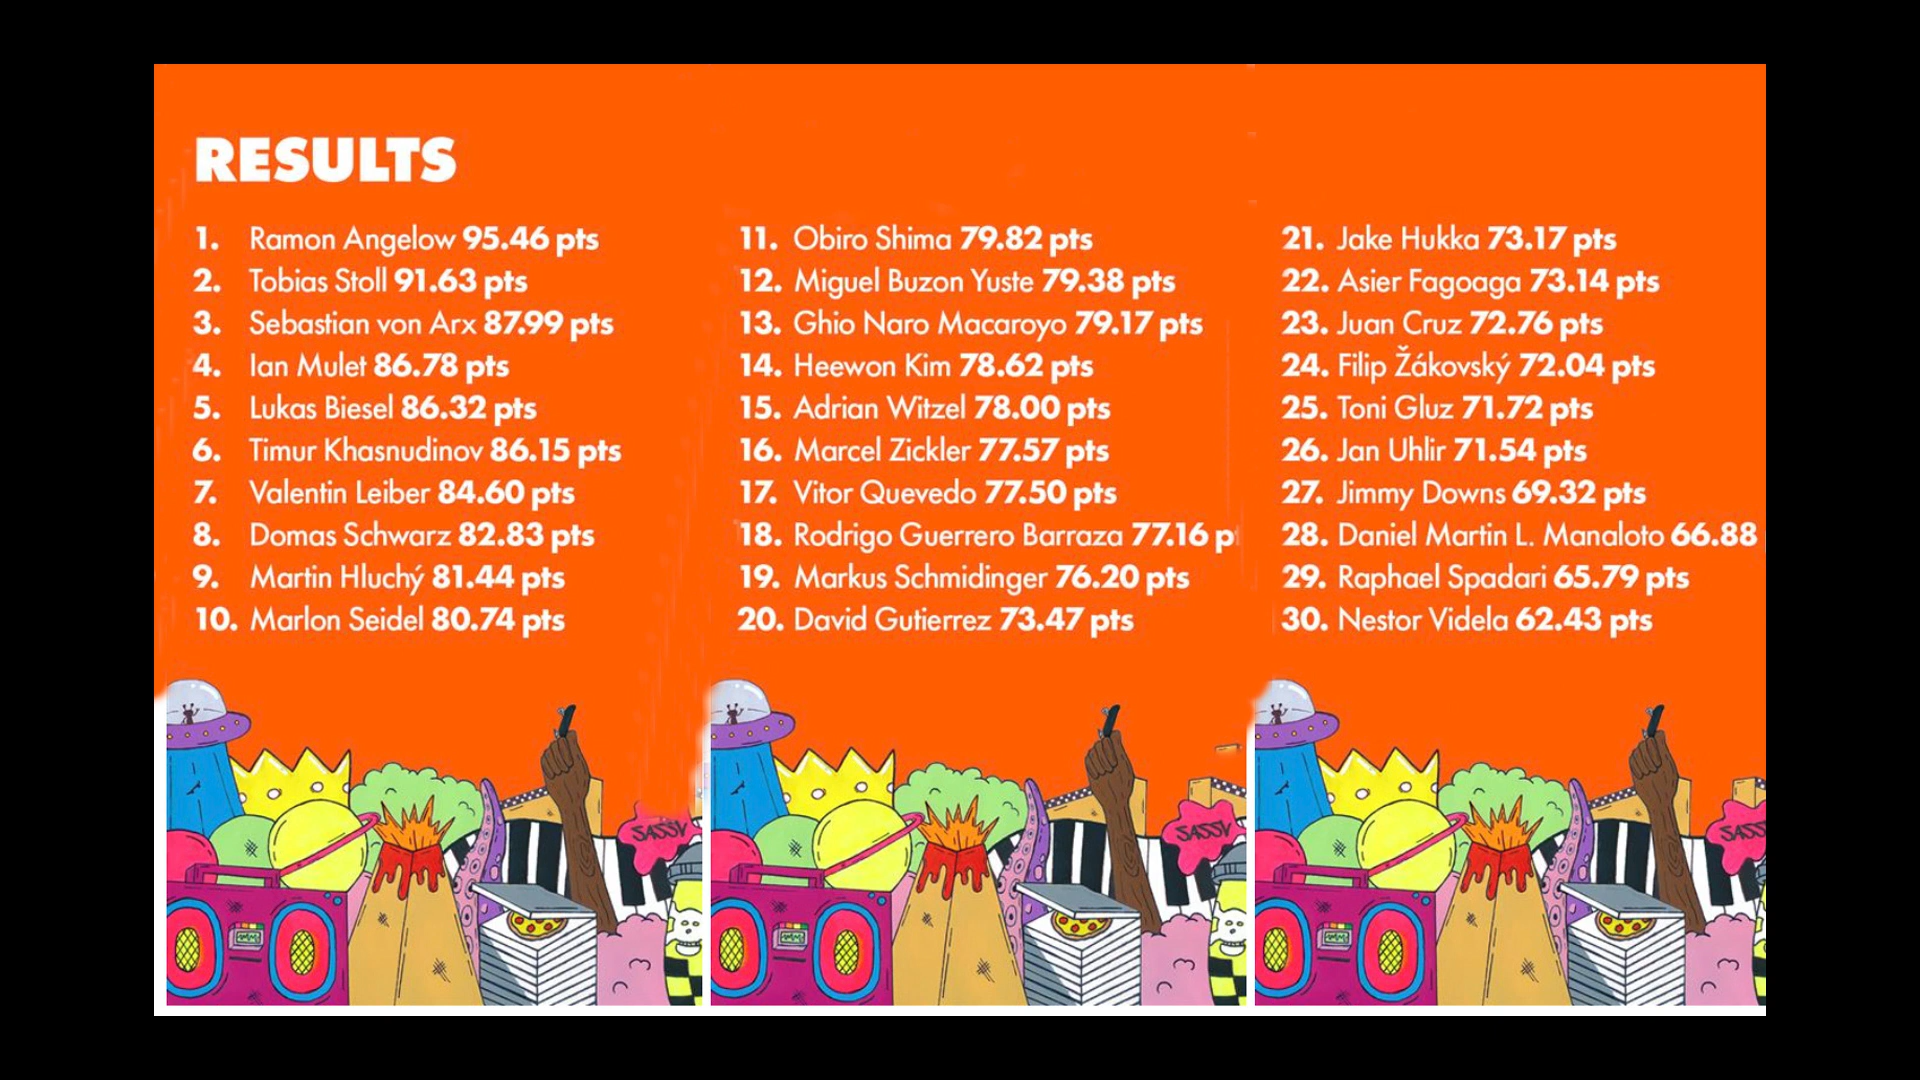 RESULTS
1. Ramon Angelow 95.46 pts
2. Tobias Stoll 91.63 pts
3. Sebastian von Arx 87.99 pts
4. Ian Mulet 86.78 pts
5. Lukas Biesel 86.32 pts
6. Timur Khasnudinov 86.15 pts
7. Valentin Leiber 84.60 pts
8. Domas Schwarz 82.83 pts
9. Martin Hluchý 81.44 pts
10. Marlon Seidel 80.74 pts
11. Obiro Shima 79.82 pts
12. Miguel Buzon Yuste 79.38 pts
13. Ghio Naro Macaroyo 79.17 pts
14. Heewon Kim 78.62 pts
15. Adrian Witzel 78.00 pts
16. Marcel Zickler 77.57 pts
17. Vitor Quevedo 77.50 pts
18. Rodrigo Guerrero Barraza 77.16 p
19. Markus Schmidinger 76.20 pts
20. David Gutierrez 73.47 pts
21. Jake Hukka 73.17 pts
22. Asier Fagoaga 73.14 pts
23. Juan Cruz 72.76 pts
24. Filip Žákovský 72.04 pts
25. Toni Gluz 71.72 pts
26. Jan Uhlir 71.54 pts
27. Jimmy Downs 69.32 pts
28. Daniel Martin L. Manaloto 66.88
29. Raphael Spadari 65.79 pts
30. Nestor Videla 62.43 pts
SASSY
SASSY
SASS